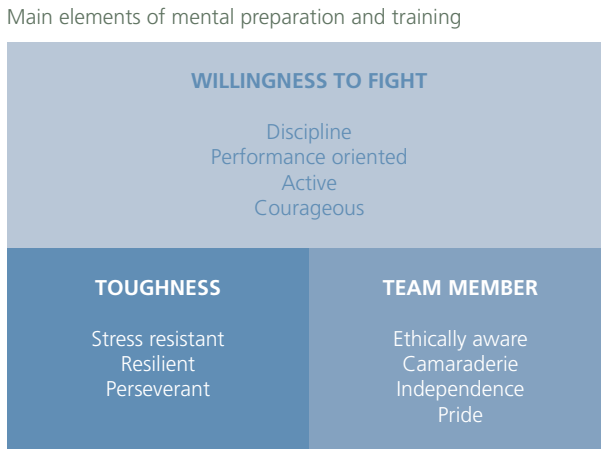 Main elements of mental preparation and training
WILLINGNESS TO FIGHT
Discipline
Performance oriented
Active
Courageous
TOUGHNESS
Stress resistant
Resilient
Perseverant
TEAM MEMBER
Ethically aware
Camaraderie
Independence
Pride